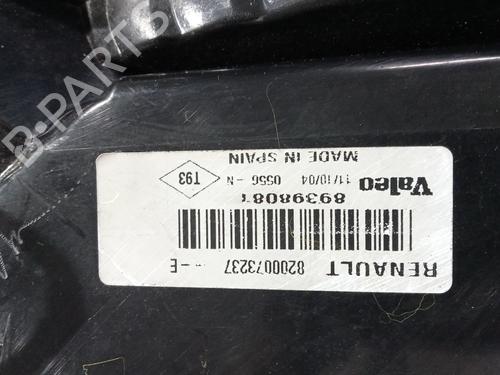 RENAULT
8200073237 -- -E
89398081
Valeo
11/10/04 0556 -N
MADE IN SPAIN
T93
B-PARTS